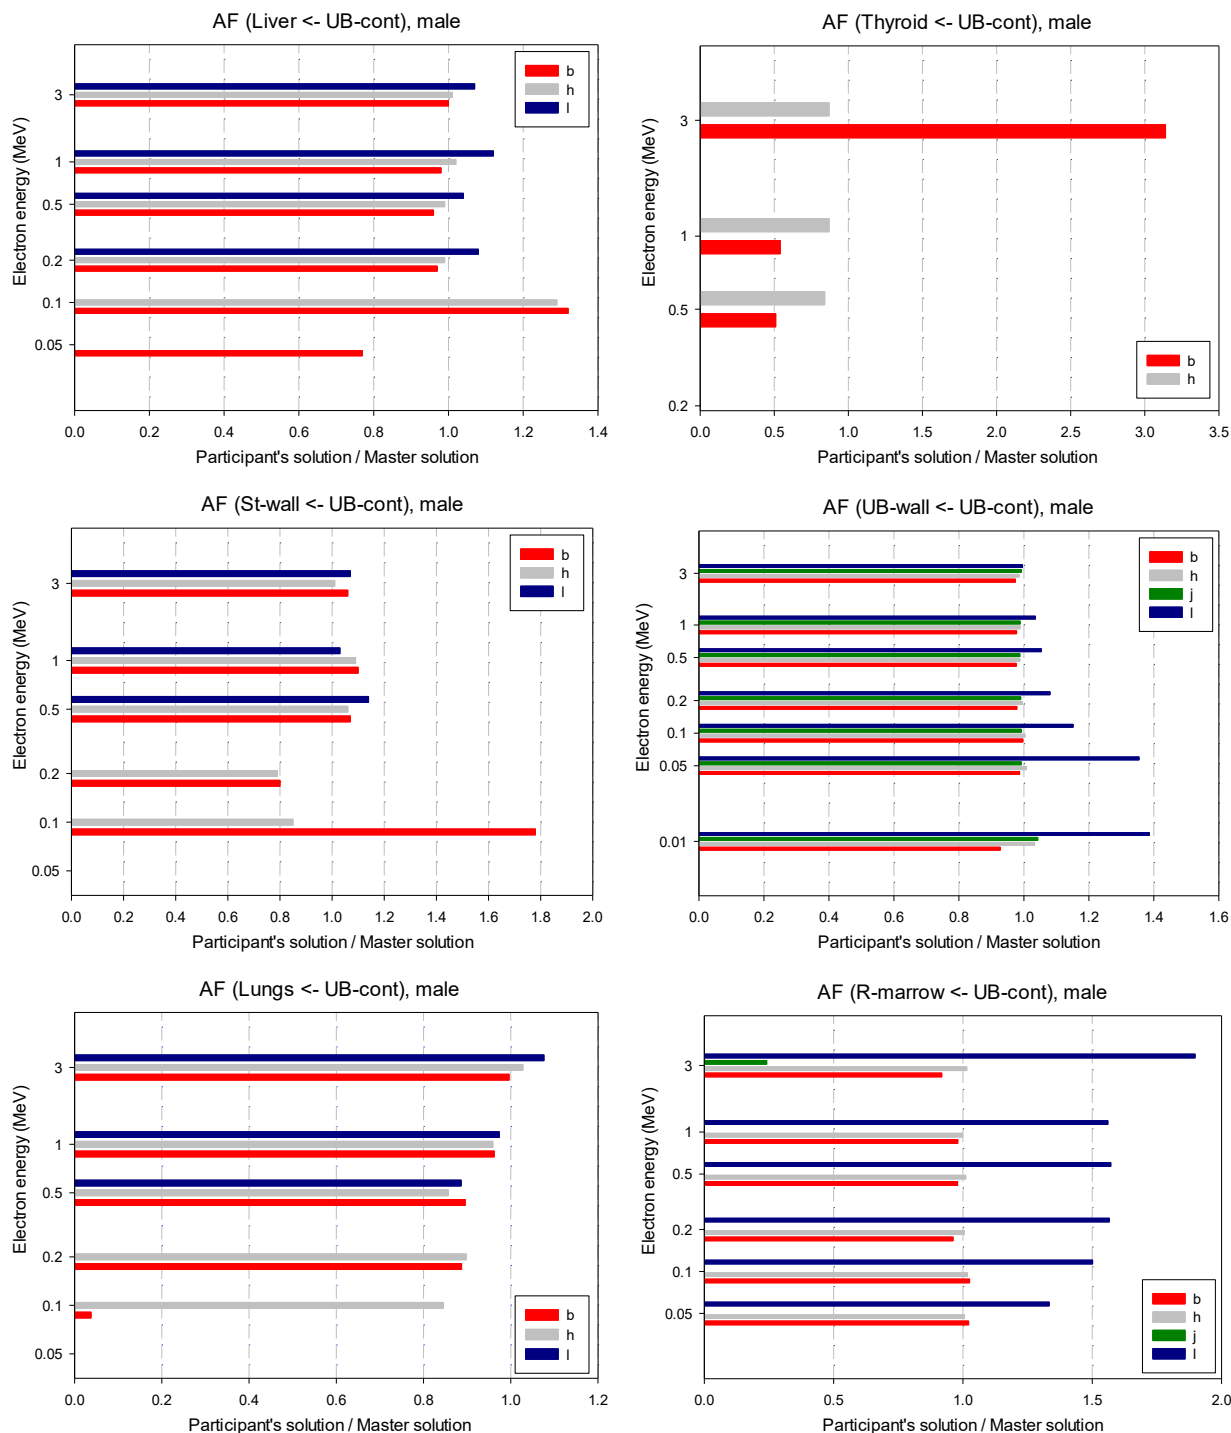 AF (Liver <- UB-cont), male
b
h
l
Electron energy (MeV)
3
1
0.5
0.2
0.1
0.05
0.0 0.2 0.4 0.6 0.8 1.0 1.2 1.4
Participant's solution / Master solution
AF (Thyroid <- UB-cont), male
Electron energy (MeV)
3
1
0.5
0.2
b
h
0.0 0.5 1.0 1.5 2.0 2.5 3.0 3.5
Participant's solution / Master solution
AF (St-wall <- UB-cont), male
b
h
l
Electron energy (MeV)
3
1
0.5
0.2
0.1
0.05
0.0 0.2 0.4 0.6 0.8 1.0 1.2 1.4 1.6 1.8 2.0
Participant's solution / Master solution
AF (UB-wall <- UB-cont), male
b
h
j
l
Electron energy (MeV)
3
1
0.5
0.2
0.1
0.05
0.01
0.0 0.2 0.4 0.6 0.8 1.0 1.2 1.4 1.6
Participant's solution / Master solution
AF (Lungs <- UB-cont), male
Electron energy (MeV)
3
1
0.5
0.2
0.1
0.05
b
h
l
0.0 0.2 0.4 0.6 0.8 1.0 1.2
Participant's solution / Master solution
AF (R-marrow <- UB-cont), male
Electron energy (MeV)
3
1
0.5
0.2
0.1
0.05
b
h
j
l
0.0 0.5 1.0 1.5 2.0
Participant's solution / Master solution